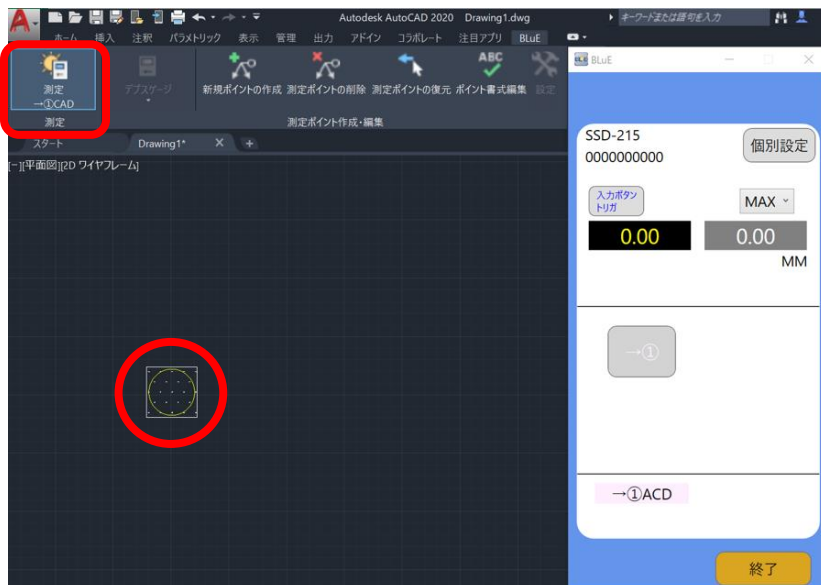 Autodesk AutoCAD 2020 Drawing1.dwg キーワードまたは語句を入力
ホーム 挿入 注釈 パラメトリック 表示 管理 出力 アドイン コラボレート 注目アプリ BLuE
測定
→①CAD
測定
デプスゲージ
新規ポイントの作成 測定ポイントの削除 測定ポイントの復元 ポイント書式編集 設定
ABC
測定ポイント作成・編集
スタート Drawing1* X +
[-][平面図][2D ワイヤフレーム]
BLuE
SSD-215
0000000000
個別設定
入力ボタン
トリガ
MAX
0.00 0.00
MM
→①
→①ACD
終了